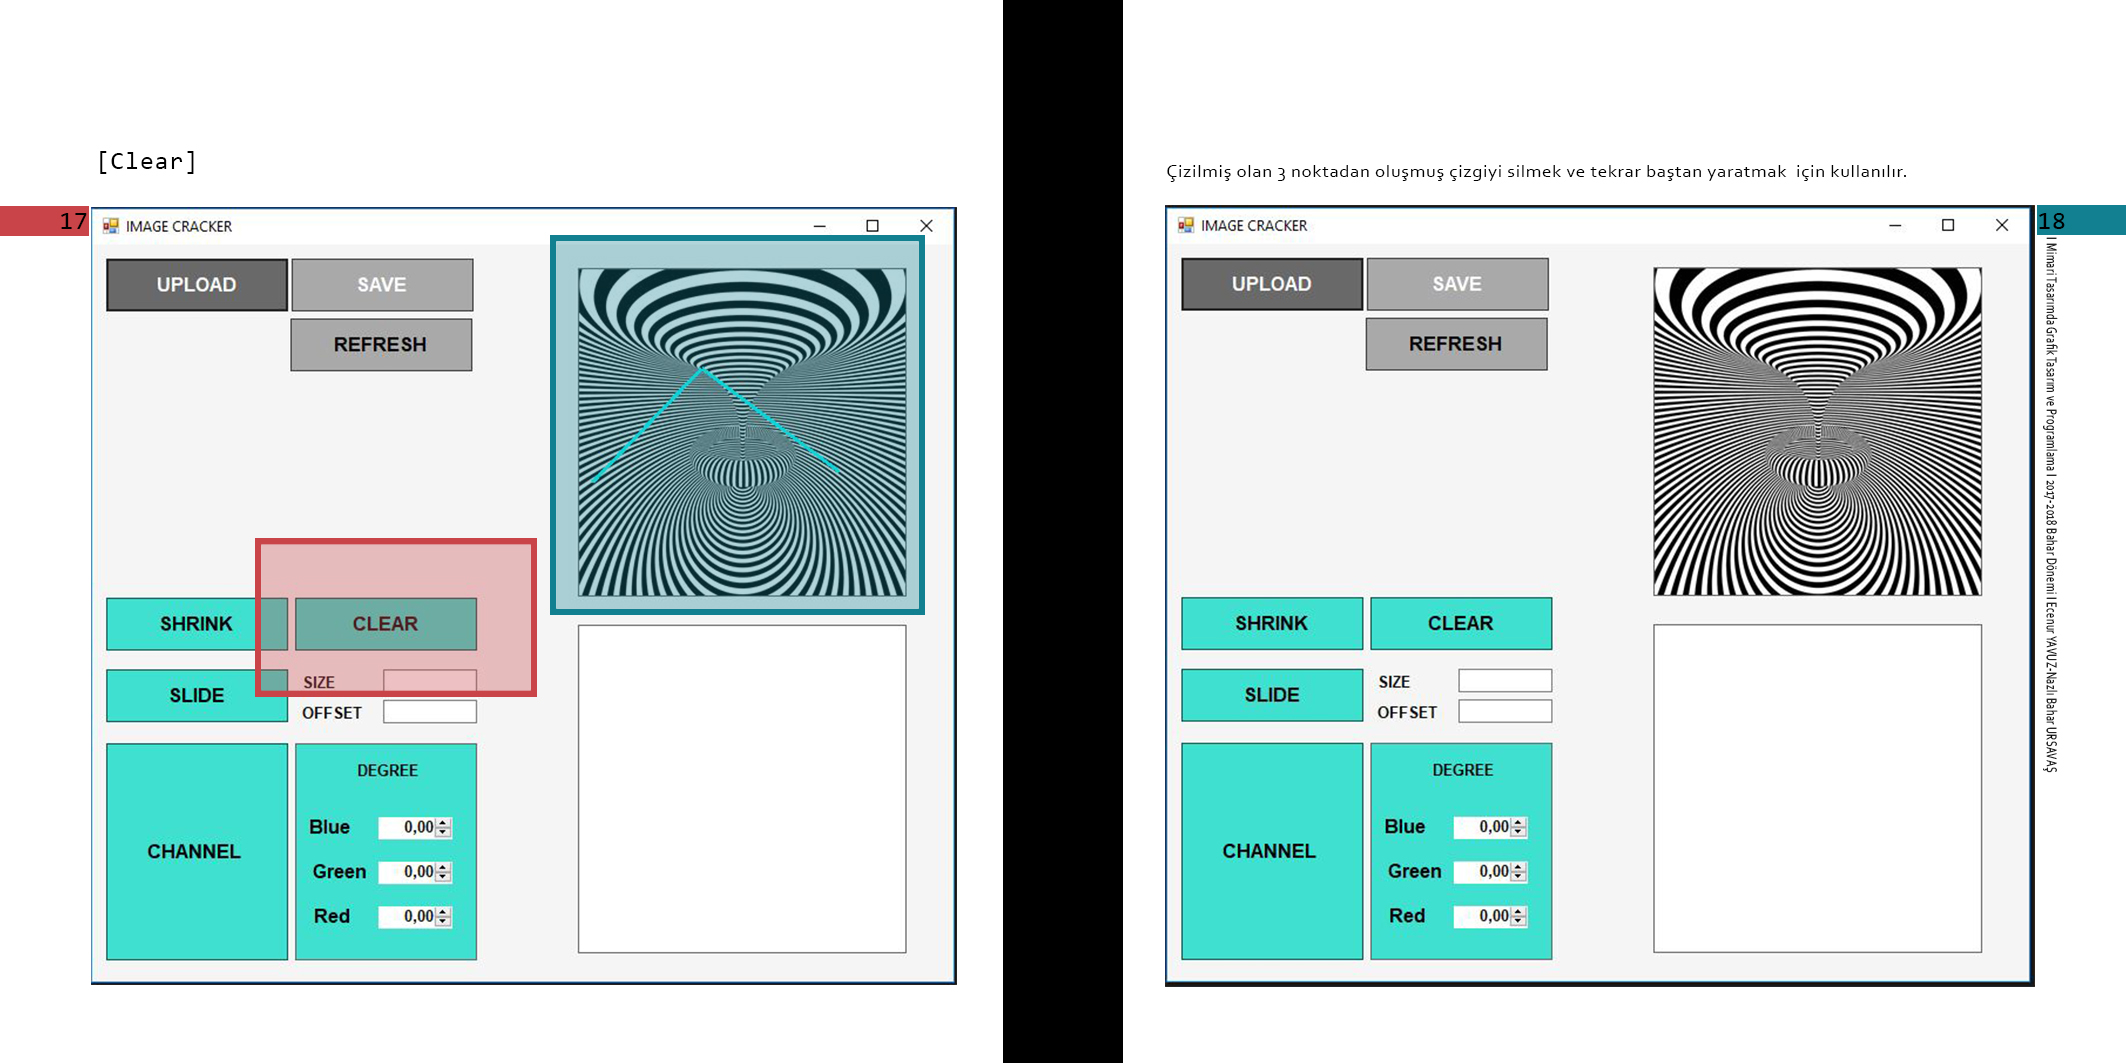 [Clear]
17
IMAGE CRACKER
UPLOAD
SAVE
REFRESH
SHRINK
CLEAR
SLIDE
SIZE
OFFSET
CHANNEL
DEGREE
Blue 0,00
Green 0,00
Red 0,00
Çizilmiş olan 3 noktadan oluşmuş çizgiyi silmek ve tekrar baştan yaratmak  için kullanılır.
18
IMAGE CRACKER
UPLOAD
SAVE
REFRESH
SHRINK
CLEAR
SLIDE
SIZE
OFFSET
CHANNEL
DEGREE
Blue 0,00
Green 0,00
Red 0,00
I Mimari Tasarımda Grafik Tasarım ve Programlama I 2017-2018 Bahar Dönemi I Ecenur YAVUZ-Nazlı Bahar URSAVAŞ